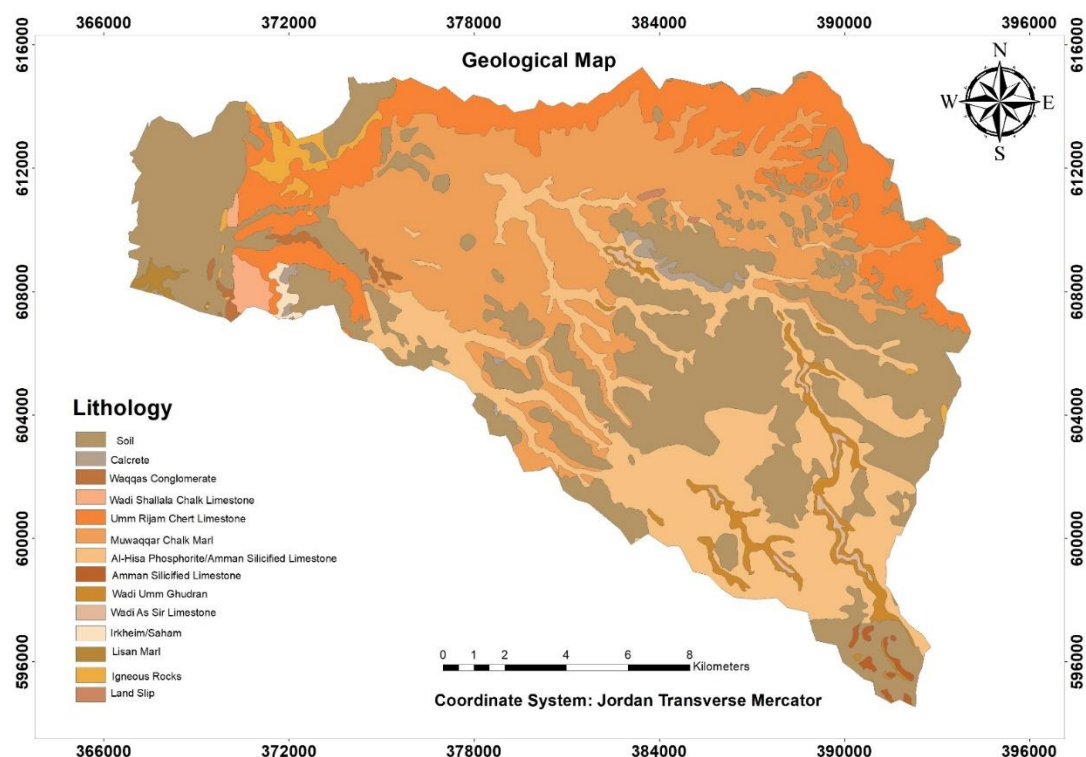 366000 372000 378000 384000 390000 396000
616000 616000
Geological Map
N
W E
S
612000 612000
608000 608000
604000 604000
Lithology
Soil
Calcrete
Waqqas Conglomerate
Wadi Shallala Chalk Limestone
Umm Rijam Chert Limestone
Muwaqqar Chalk Marl
Al-Hisa Phosphorite/Amman Silicified Limestone
Amman Silicified Limestone
Wadi Umm Ghudran
Wadi As Sir Limestone
Irkheim/Saham
Lisan Marl
Igneous Rocks
Land Slip
600000 600000
596000 596000
0 1 2 4 6 8
Kilometers
Coordinate System: Jordan Transverse Mercator
366000 372000 378000 384000 390000 396000